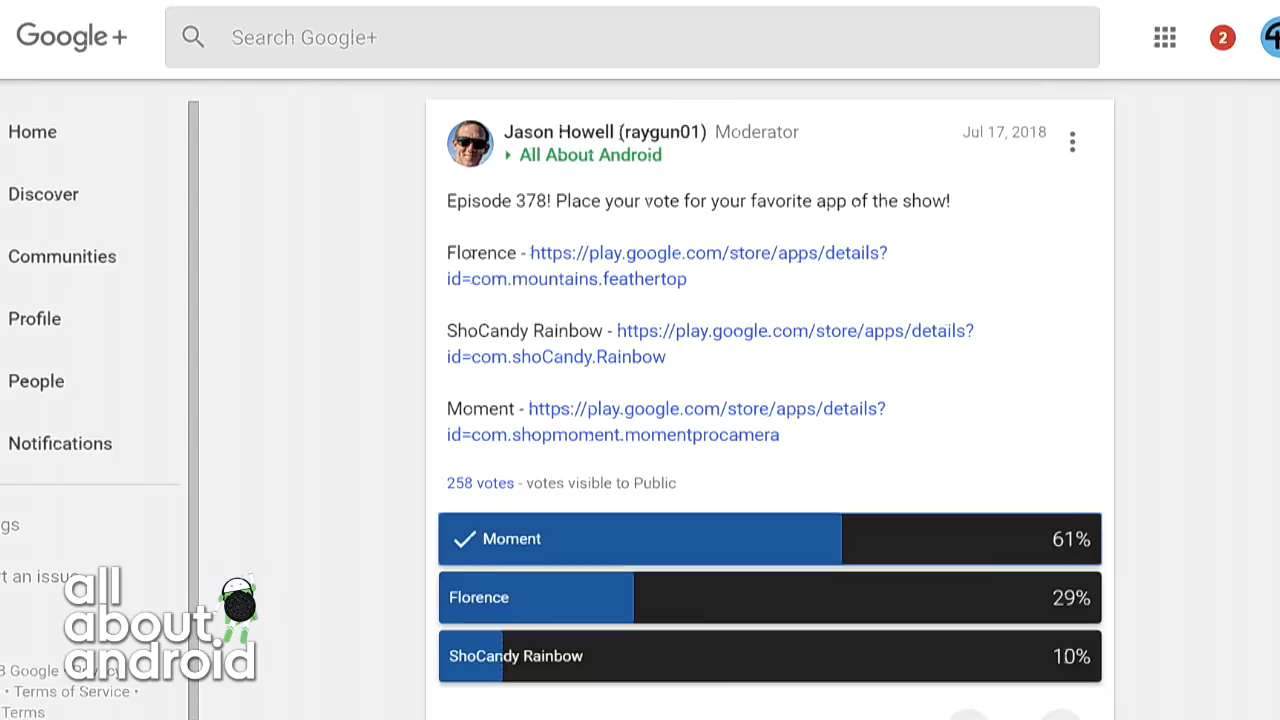 Google+
Search Google+
2
Home
Discover
Communities
Profile
People
Notifications
gs
t an issu
Google
Terms of Service •
Terms
all
about
android
Jason Howell (raygun01) Moderator
All About Android
Jul 17, 2018
Episode 378! Place your vote for your favorite app of the show!
Florence - https://play.google.com/store/apps/details?
id=com.mountains.feathertop
ShoCandy Rainbow - https://play.google.com/store/apps/details?
id=com.shoCandy.Rainbow
Moment - https://play.google.com/store/apps/details?
id=com.shopmoment.momentprocamera
258 votes - votes visible to Public
Moment 61%
Florence 29%
ShoCandy Rainbow 10%